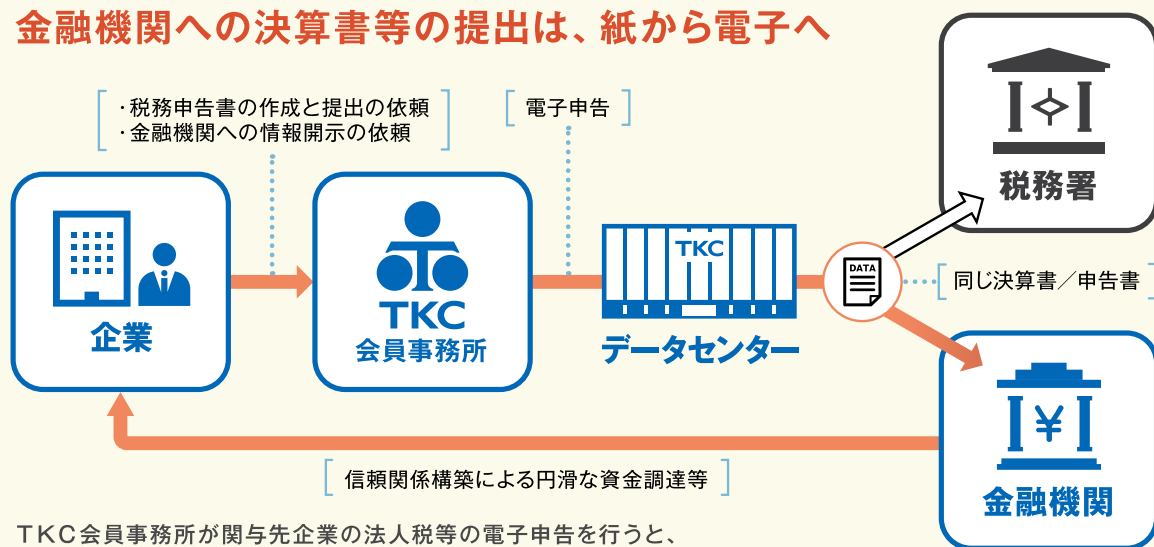 金融機関への決算書等の提出は、紙から電子へ
・税務申告書の作成と提出の依頼
・金融機関への情報開示の依頼
電子申告
税務署
企業
TKC
会員事務所
TKC
データセンター
DATA
同じ決算書／申告書
信頼関係構築による円滑な資金調達等
¥
金融機関
TKC会員事務所が関与先企業の法人税等の電子申告を行うと、